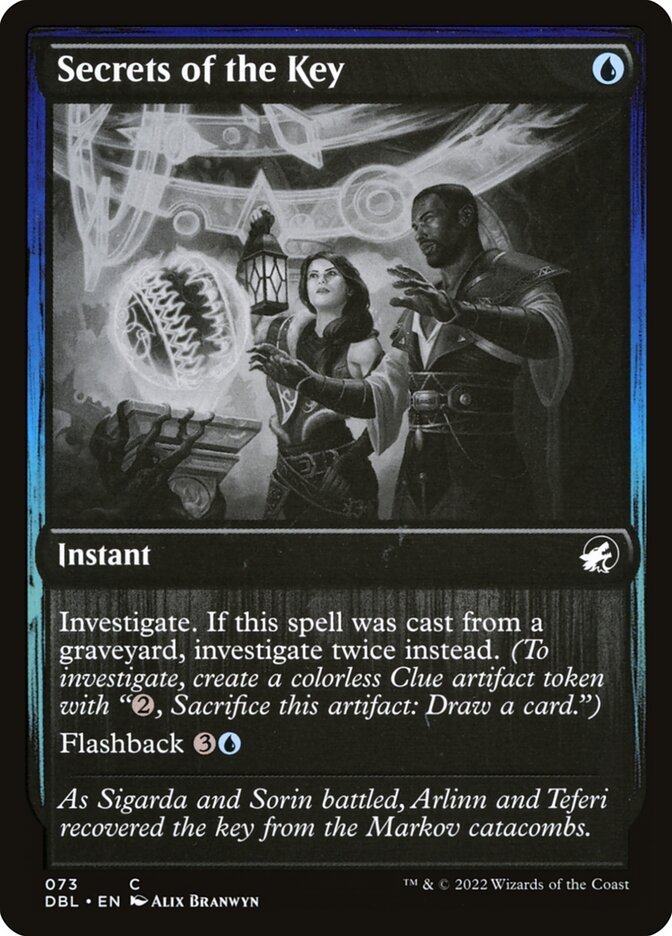 Secrets of the Key
Instant
Investigate. If this spell was cast from a
graveyard, investigate twice instead. (To
investigate, create a colorless Clue artifact token
with “2, Sacrifice this artifact: Draw a card.”)
Flashback 3
As Sigarda and Sorin battled, Arlinn and Teferi
recovered the key from the Markov catacombs.
073 C
DBL • EN Alix Branwyn
™ & © 2022 Wizards of the Coast